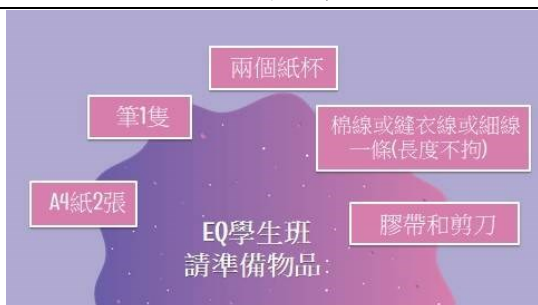 兩個紙杯
筆1隻
棉線或縫衣線或細線
一條(長度不拘)
A4紙2張
膠帶和剪刀
EQ學生班
請準備物品: